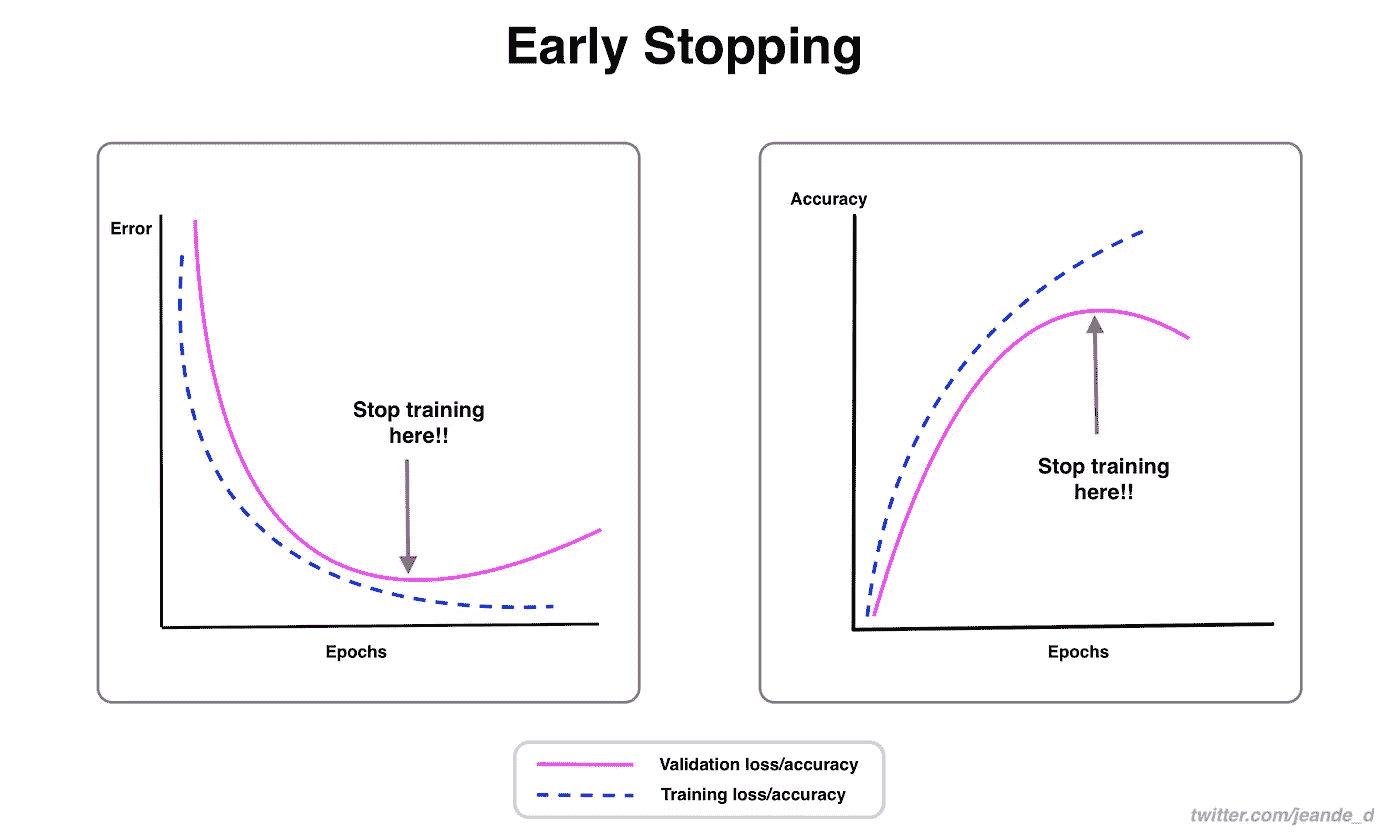 Early Stopping
Error
Stop training
here!!
Epochs
Accuracy
Stop training
here!!
Epochs
Validation loss/accuracy
Training loss/accuracy
twitter.com/jeande_d